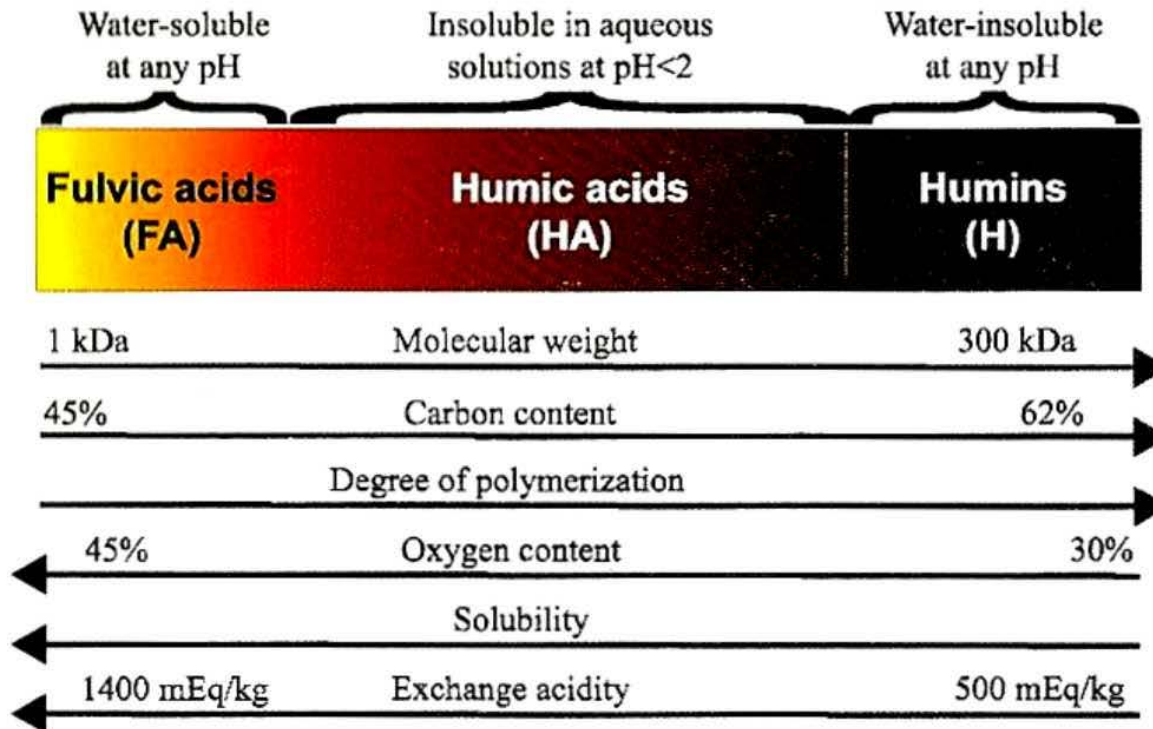 Water-soluble
at any pH
Insoluble in aqueous
solutions at pH<2
Water-insoluble
at any pH
Fulvic acids
(FA)
Humic acids
(HA)
Humins
(H)
1 kDa Molecular weight 300 kDa
45% Carbon content 62%
Degree of polymerization
45% Oxygen content 30%
Solubility
1400 mEq/kg Exchange acidity 500 mEq/kg